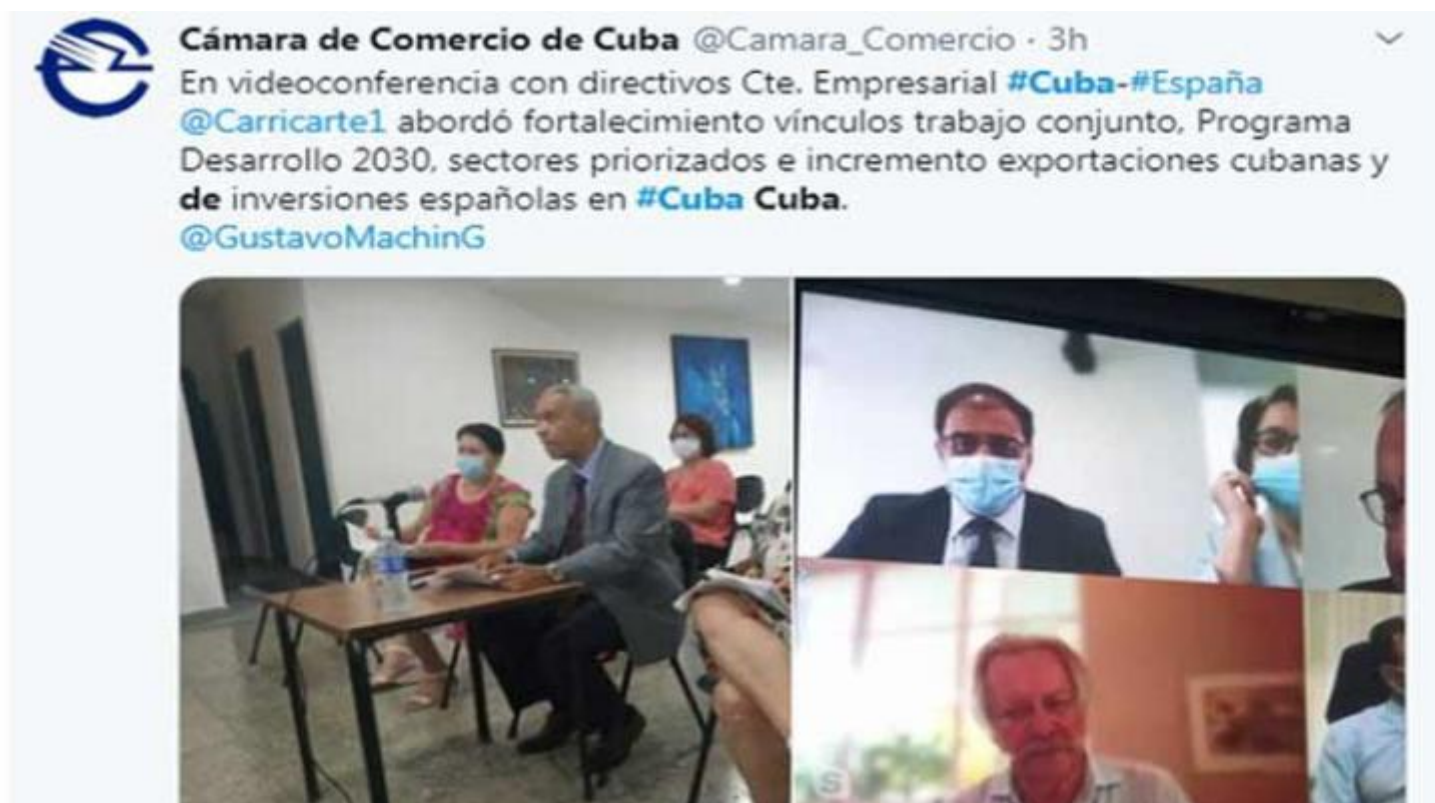 Cámara de Comercio de Cuba @Camara_Comercio · 3h
En videoconferencia con directivos Cte. Empresarial #Cuba-#España
@Carricarte1 abordó fortalecimiento vínculos trabajo conjunto, Programa
Desarrollo 2030, sectores priorizados e incremento exportaciones cubanas y
de inversiones españolas en #Cuba Cuba.
@GustavoMachinG
S